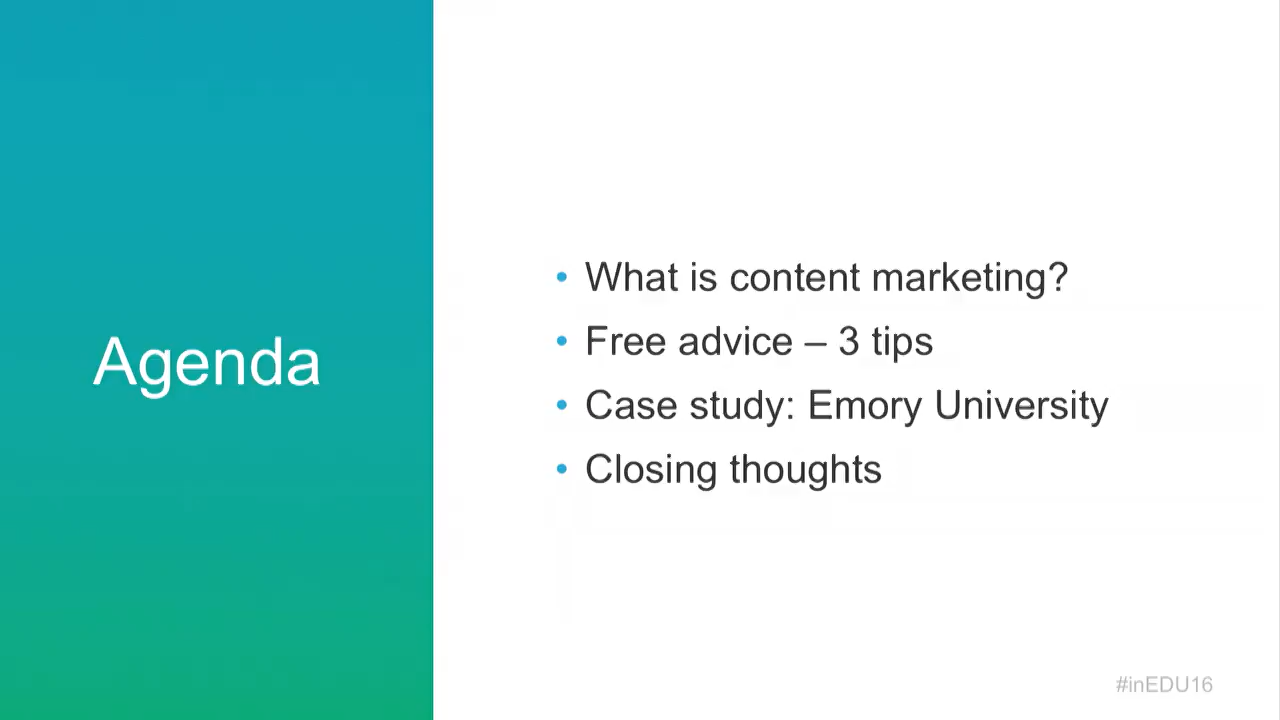 Agenda
• What is content marketing?
• Free advice – 3 tips
• Case study: Emory University
• Closing thoughts
#inEDU16